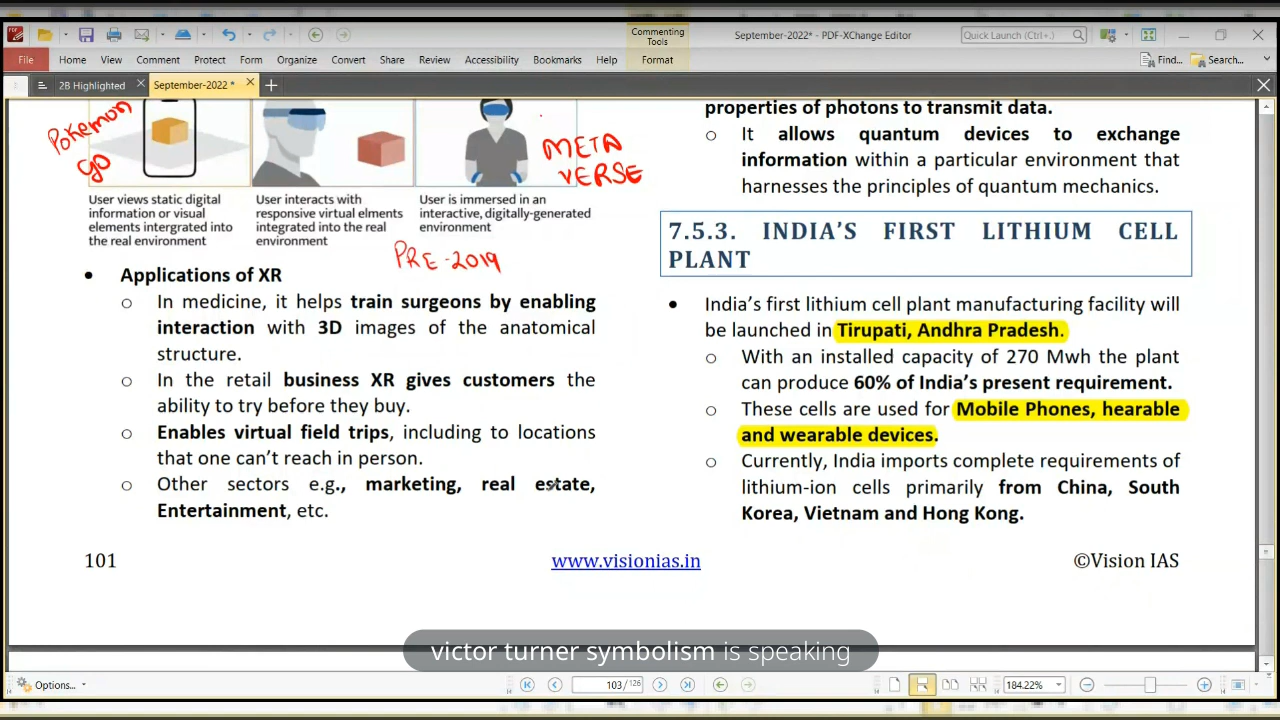 Commenting
Tools
September-2022* - PDF-XChange Editor
Quick Launch (Ctrl+.)
File
Home
View
Comment
Protect
Form
Organize
Convert
Share
Review
Accessibility
Bookmarks
Help
Format
Find...
Search...
2B Highlighted
September-2022 *
Pokemon
GO
META
VERSE
User views static digital
information or visual
elements intergrated into
the real environment
User interacts with
responsive virtual elments
integrated into the real
environment
User is immersed in an
interactive, digitally-generated
environment
PRE-2019
• Applications of XR
o In medicine, it helps train surgeons by enabling
interaction with 3D images of the anatomical
structure.
o In the retail business XR gives customers the
ability to try before they buy.
o Enables virtual field trips, including to locations
that one can't reach in person.
o Other sectors e.g., marketing, real estate,
Entertainment, etc.
properties of photons to transmit data.
o It allows quantum devices to exchange
information within a particular environment that
harnesses the principles of quantum mechanics.
7.5.3. INDIA'S FIRST LITHIUM CELL
PLANT
• India's first lithium cell plant manufacturing facility will
be launched in Tirupati, Andhra Pradesh.
o With an installed capacity of 270 Mwh the plant
can produce 60% of India's present requirement.
o These cells are used for Mobile Phones, hearable
and wearable devices.
o Currently, India imports complete requirements of
lithium-ion cells primarily from China, South
Korea, Vietnam and Hong Kong.
101
www.visionias.in
©Vision IAS
victor turner symbolism is speaking
Options...
103 / 126
184.22%